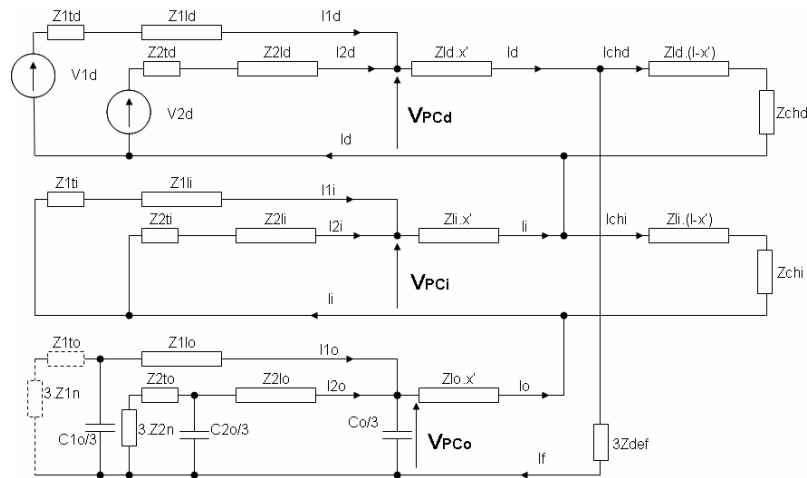 Z1td Z1ld I1d
Z2td Z2ld I2d Zld.x' Id Ichd Zld.(l-x')
V1d
V2d VPCd Zchd
Id
Z1ti Z1li I1i
Z2ti Z2li I2i Zli.x' Ii Ichi Zli.(l-x')
VPCi Zchi
Ii
Z1to Z1lo I1o
Z2to Z2lo I2o Zlo.x' Io
3.Z1n
C1o/3 3.Z2n C2o/3 Co/3 VPCo 3Zdef
If